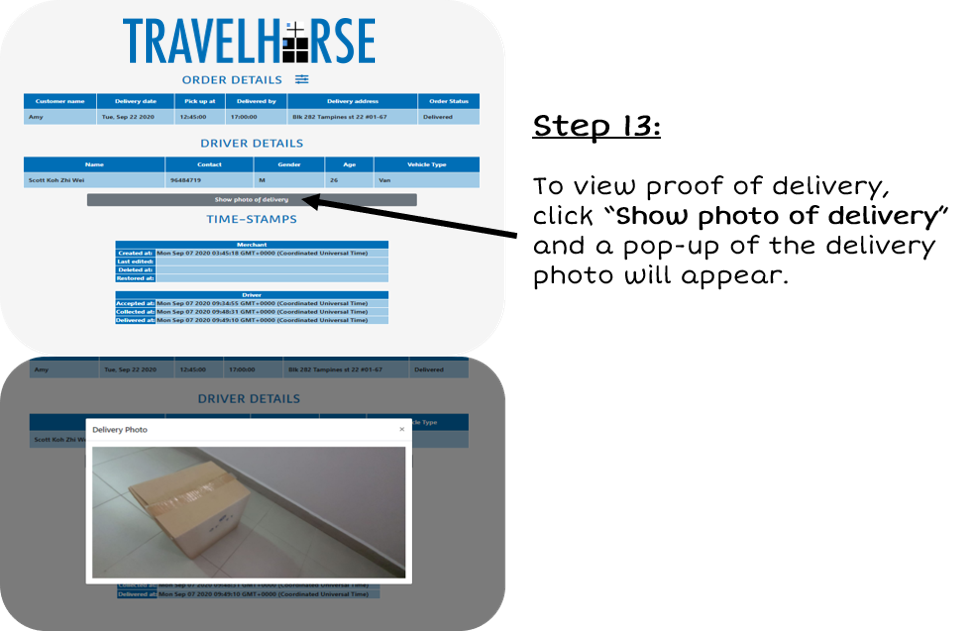 TRAVELHORSE
ORDER DETAILS
Customer name Delivery date Pick up at Delivered by Delivery address Order Status
Amy Tue, Sep 22 2020 12:45:00 17:00:00 Blk 282 Tampines st 22 #01-67 Delivered
DRIVER DETAILS
Name Contact Gender Age Vehicle Type
Scott Koh Zhi Wei 96484719 M 26 Van
Show photo of delivery
TIME-STAMPS
Merchant
Created at: Mon Sep 07 2020 03:45:18 GMT+0000 (Coordinated Universal Time)
Last edited:
Deleted at:
Restored at:
Driver
Accepted at: Mon Sep 07 2020 09:34:55 GMT+0000 (Coordinated Universal Time)
Collected at: Mon Sep 07 2020 09:48:31 GMT+0000 (Coordinated Universal Time)
Delivered at: Mon Sep 07 2020 09:49:10 GMT+0000 (Coordinated Universal Time)
Step 13:
To view proof of delivery,
click “Show photo of delivery”
and a pop-up of the delivery
photo will appear.
Amy Tue, Sep 22 2020 12:45:00 17:00:00 Blk 282 Tampines st 22 #01-67 Delivered
DRIVER DETAILS
Type
Scott Koh Zhi
Delivery Photo ×
Collected at: Mon Sep 07 2020 09:48:31 GMT+0000 (Coordinated Universal Time)
Delivered at: Mon Sep 07 2020 09:49:10 GMT+0000 (Coordinated Universal Time)